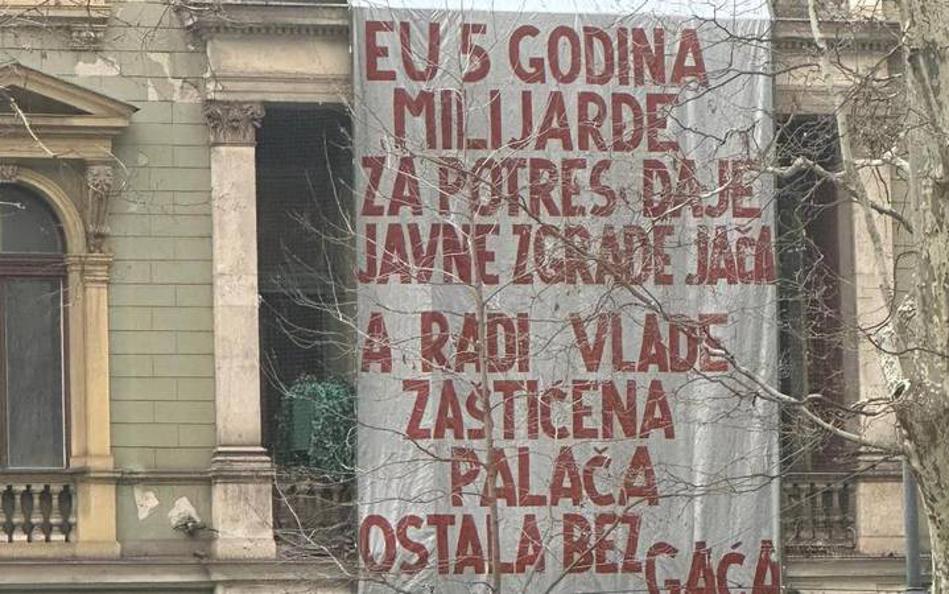 EU 5 GODINA
MILIJARDE
ZA POTRES DAJE
JAVNE ZGRADE JAČA
A RADI VLADE
ZAŠTIĆENA
PALAČA
OSTALA BEZ GAĆA